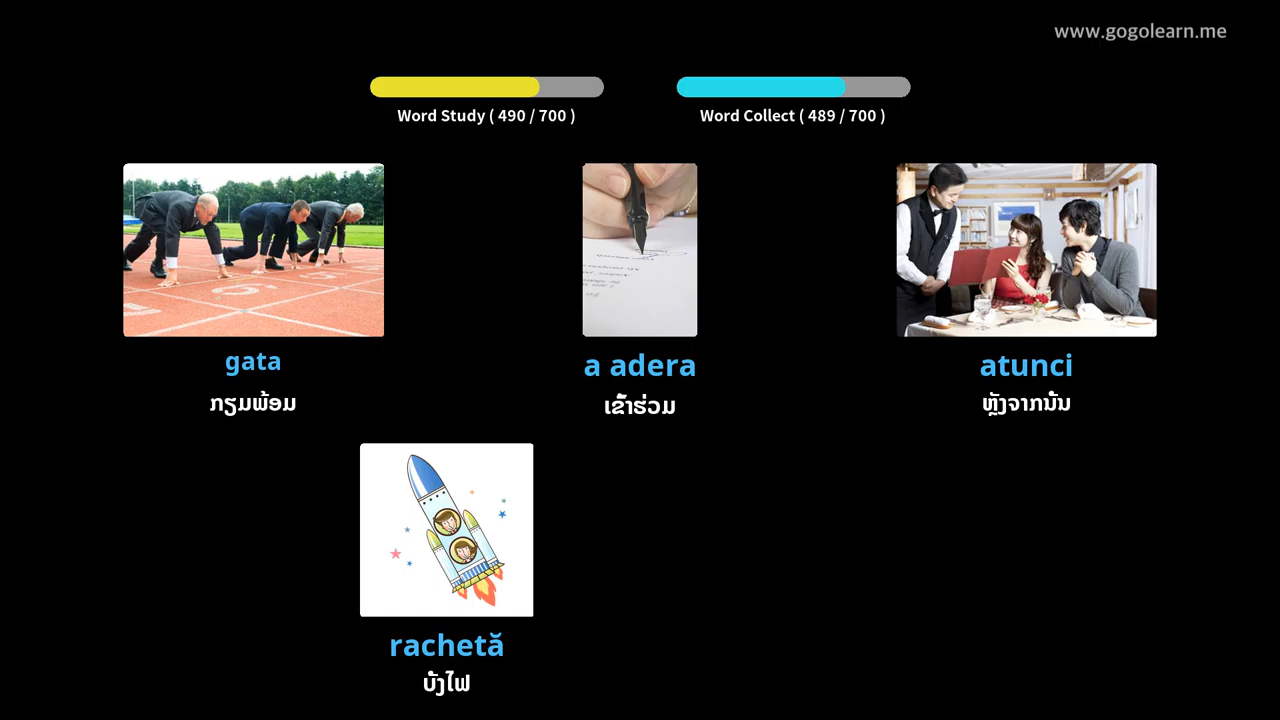 www.gogolearn.me
Word Study ( 490 / 700 )
Word Collect ( 489 / 700 )
gata
ກຽມພ້ອມ
a adera
ເຂົ້າຮ່ວມ
atunci
ຫຼັງຈາກນັ້ນ
rachetă
ບັ້ງໄຟ